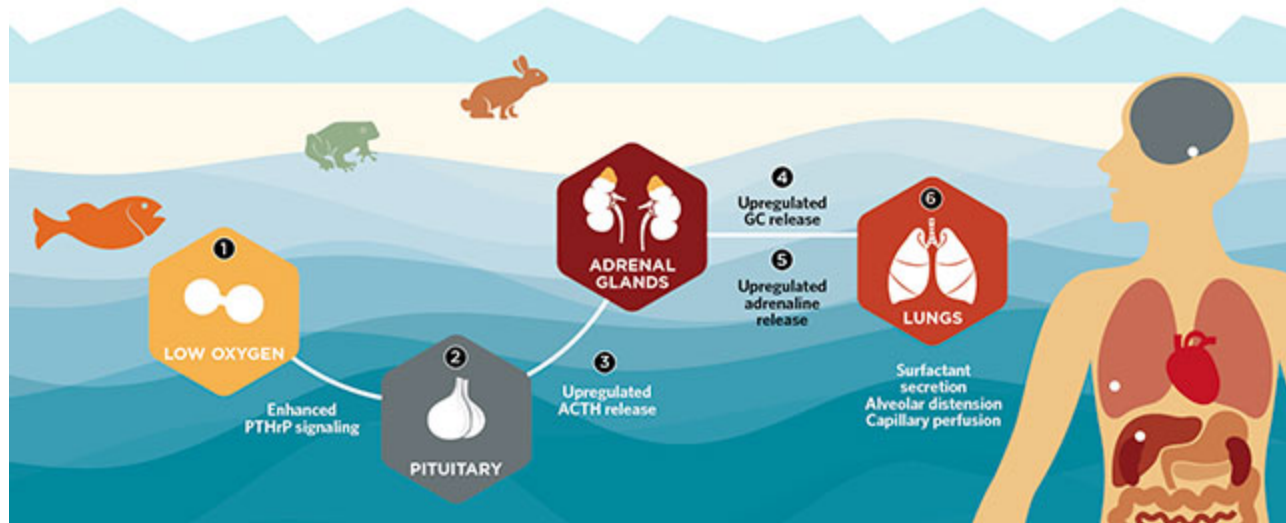 1
LOW OXYGEN
Enhanced
PTHrP signaling
2
PITUITARY
3
Upregulated
ACTH release
ADRENAL
GLANDS
4
Upregulated
GC release
5
Upregulated
adrenaline
release
6
LUNGS
Surfactant
secretion
Alveolar distension
Capillary perfusion